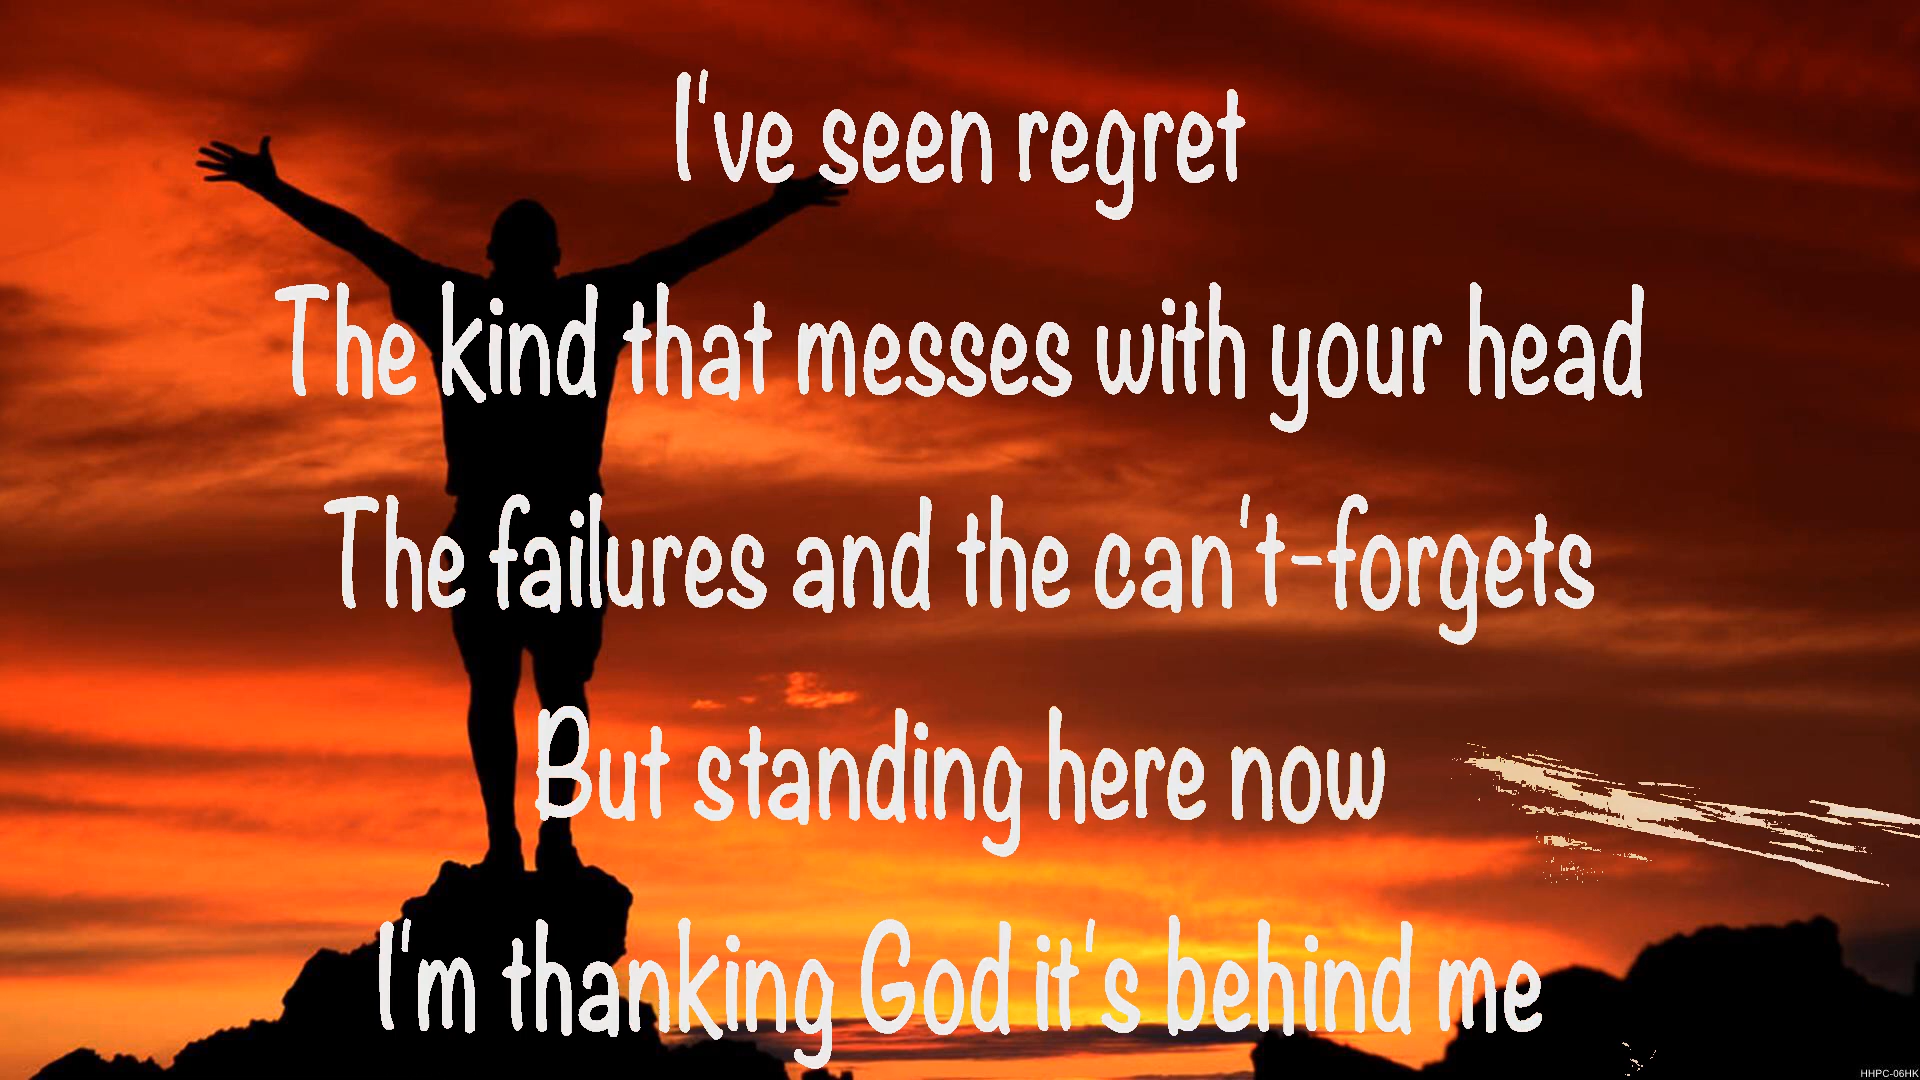 I've seen regret
The kind that messes with your head
The failures and the can't-forgets
But standing here now
I'm thanking God it's behind me
HHPC-06HK